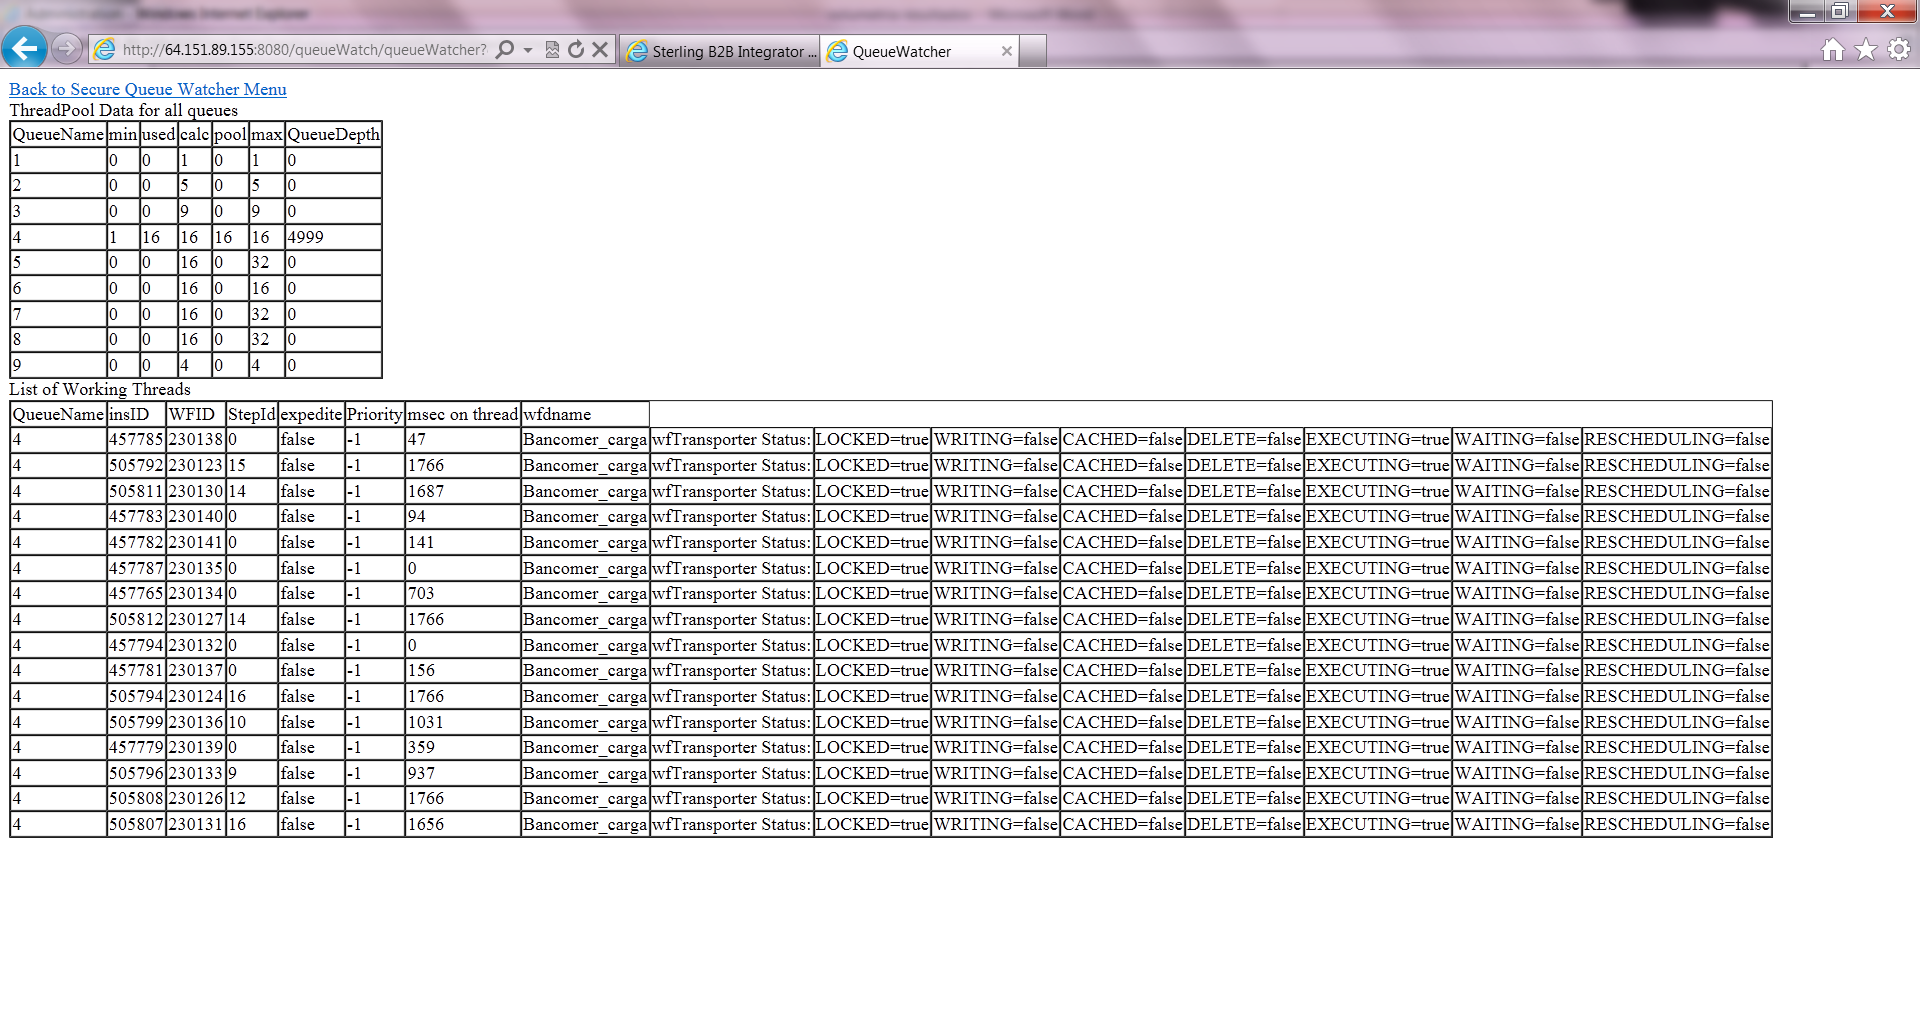 http://64.151.89.155:8080/queueWatch/queueWatcher? Sterling B2B Integrator ... QueueWatcher
Back to Secure Queue Watcher Menu
ThreadPool Data for all queues
QueueName min used calc pool max QueueDepth
1 0 0 1 0 1 0
2 0 0 5 0 5 0
3 0 0 9 0 9 0
4 1 16 16 16 16 4999
5 0 0 16 0 32 0
6 0 0 16 0 16 0
7 0 0 16 0 32 0
8 0 0 16 0 32 0
9 0 0 4 0 4 0
List of Working Threads
QueueName insID WFID StepId expedite Priority msec on thread wfdname
4 457785 230138 0 false -1 47 Bancomer_carga wfTransporter Status: LOCKED=true WRITING=false CACHED=false DELETE=false EXECUTING=true WAITING=false RESCHEDULING=false
4 505792 230123 15 false -1 1766 Bancomer_carga wfTransporter Status: LOCKED=true WRITING=false CACHED=false DELETE=false EXECUTING=true WAITING=false RESCHEDULING=false
4 505811 230130 14 false -1 1687 Bancomer_carga wfTransporter Status: LOCKED=true WRITING=false CACHED=false DELETE=false EXECUTING=true WAITING=false RESCHEDULING=false
4 457783 230140 0 false -1 94 Bancomer_carga wfTransporter Status: LOCKED=true WRITING=false CACHED=false DELETE=false EXECUTING=true WAITING=false RESCHEDULING=false
4 457782 230141 0 false -1 141 Bancomer_carga wfTransporter Status: LOCKED=true WRITING=false CACHED=false DELETE=false EXECUTING=true WAITING=false RESCHEDULING=false
4 457787 230135 0 false -1 0 Bancomer_carga wfTransporter Status: LOCKED=true WRITING=false CACHED=false DELETE=false EXECUTING=true WAITING=false RESCHEDULING=false
4 457765 230134 0 false -1 703 Bancomer_carga wfTransporter Status: LOCKED=true WRITING=false CACHED=false DELETE=false EXECUTING=true WAITING=false RESCHEDULING=false
4 505812 230127 14 false -1 1766 Bancomer_carga wfTransporter Status: LOCKED=true WRITING=false CACHED=false DELETE=false EXECUTING=true WAITING=false RESCHEDULING=false
4 457794 230132 0 false -1 0 Bancomer_carga wfTransporter Status: LOCKED=true WRITING=false CACHED=false DELETE=false EXECUTING=true WAITING=false RESCHEDULING=false
4 457781 230137 0 false -1 156 Bancomer_carga wfTransporter Status: LOCKED=true WRITING=false CACHED=false DELETE=false EXECUTING=true WAITING=false RESCHEDULING=false
4 505794 230124 16 false -1 1766 Bancomer_carga wfTransporter Status: LOCKED=true WRITING=false CACHED=false DELETE=false EXECUTING=true WAITING=false RESCHEDULING=false
4 505799 230136 10 false -1 1031 Bancomer_carga wfTransporter Status: LOCKED=true WRITING=false CACHED=false DELETE=false EXECUTING=true WAITING=false RESCHEDULING=false
4 457779 230139 0 false -1 359 Bancomer_carga wfTransporter Status: LOCKED=true WRITING=false CACHED=false DELETE=false EXECUTING=true WAITING=false RESCHEDULING=false
4 505796 230133 9 false -1 937 Bancomer_carga wfTransporter Status: LOCKED=true WRITING=false CACHED=false DELETE=false EXECUTING=true WAITING=false RESCHEDULING=false
4 505808 230126 12 false -1 1766 Bancomer_carga wfTransporter Status: LOCKED=true WRITING=false CACHED=false DELETE=false EXECUTING=true WAITING=false RESCHEDULING=false
4 505807 230131 16 false -1 1656 Bancomer_carga wfTransporter Status: LOCKED=true WRITING=false CACHED=false DELETE=false EXECUTING=true WAITING=false RESCHEDULING=false